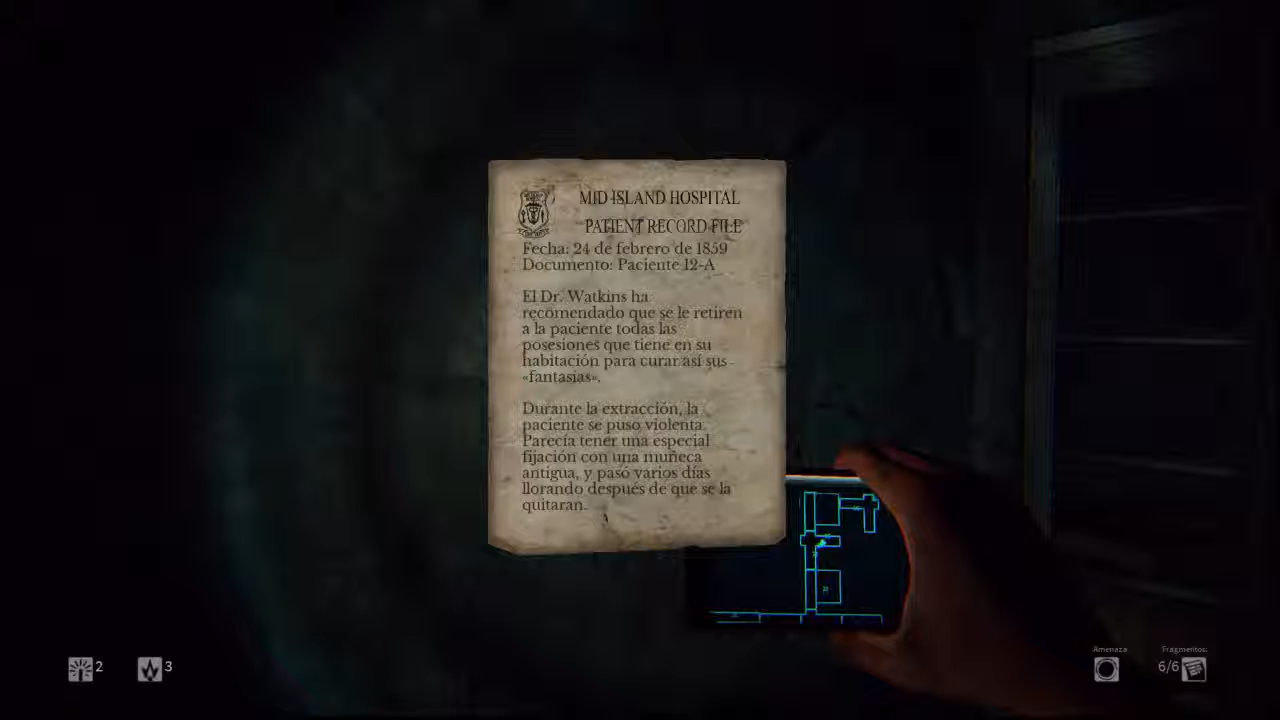 MID ISLAND HOSPITAL
PATIENT RECORD FILE
Fecha: 24 de febrero de 1859
Documento: Paciente 12-A
El Dr. Watkins ha
recomendado que se le retiren
a la paciente todas las
posesiones que tiene en su
habitación para curar así sus
«fantasías».
Durante la extracción, la
paciente se puso violenta.
Parecía tener una especial
fijación con una muñeca
antigua, y pasó varios días
llorando después de que se la
quitaran.
2
3
Amenaza
Fragmentos:
6/6